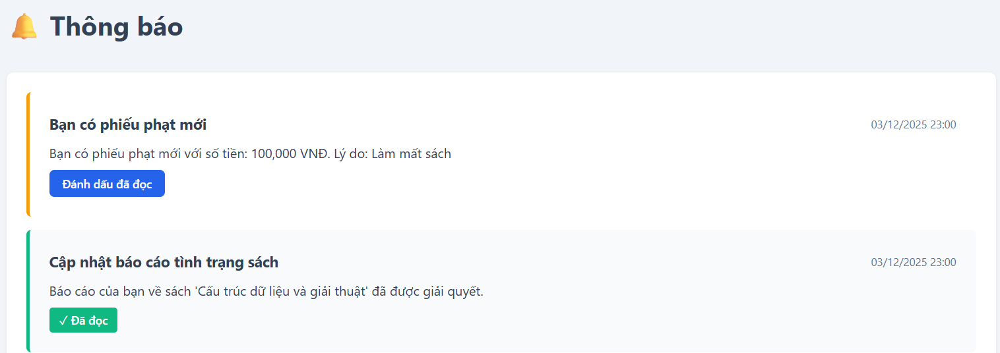 Thông báo
Bạn có phiếu phạt mới
03/12/2025 23:00
Bạn có phiếu phạt mới với số tiền: 100,000 VNĐ. Lý do: Làm mất sách
Đánh dấu đã đọc
Cập nhật báo cáo tình trạng sách
03/12/2025 23:00
Báo cáo của bạn về sách 'Cấu trúc dữ liệu và giải thuật' đã được giải quyết.
✓ Đã đọc